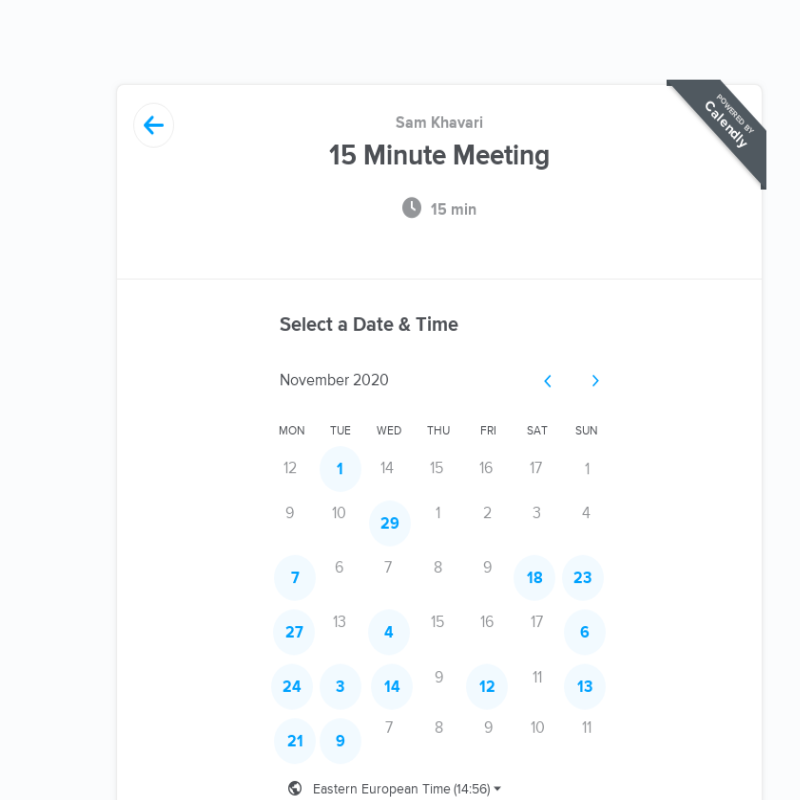 Sam Khavari
15 Minute Meeting
POWERED BY
Calendly
15 min
Select a Date & Time
November 2020
MON TUE WED THU FRI SAT SUN
12 1 14 15 16 17 1
9 10 29 1 2 3 4
7 6 7 8 9 18 23
27 13 4 15 16 17 6
24 3 14 9 12 11 13
21 9 7 8 9 10 11
Eastern European Time (14:56)